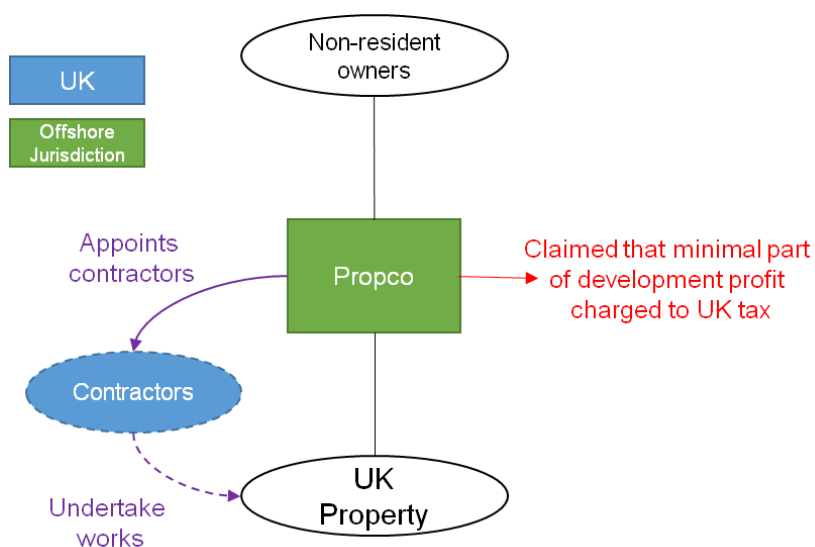 Non-resident
owners
UK
Offshore
Jurisdiction
Appoints
contractors
Propco
Claimed that minimal part
of development profit
charged to UK tax
Contractors
UK
Property
Undertake
works